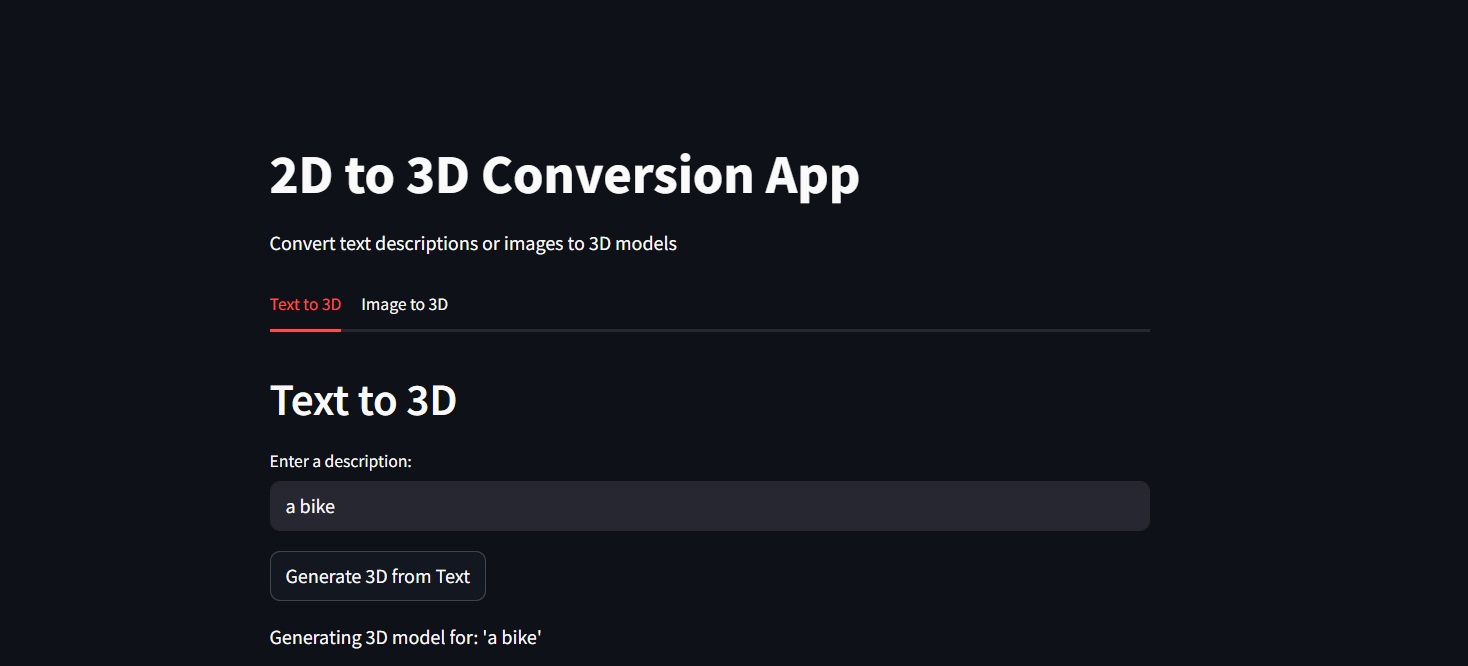 2D to 3D Conversion App
Convert text descriptions or images to 3D models
Text to 3D Image to 3D
Text to 3D
Enter a description:
a bike
Generate 3D from Text
Generating 3D model for: 'a bike'